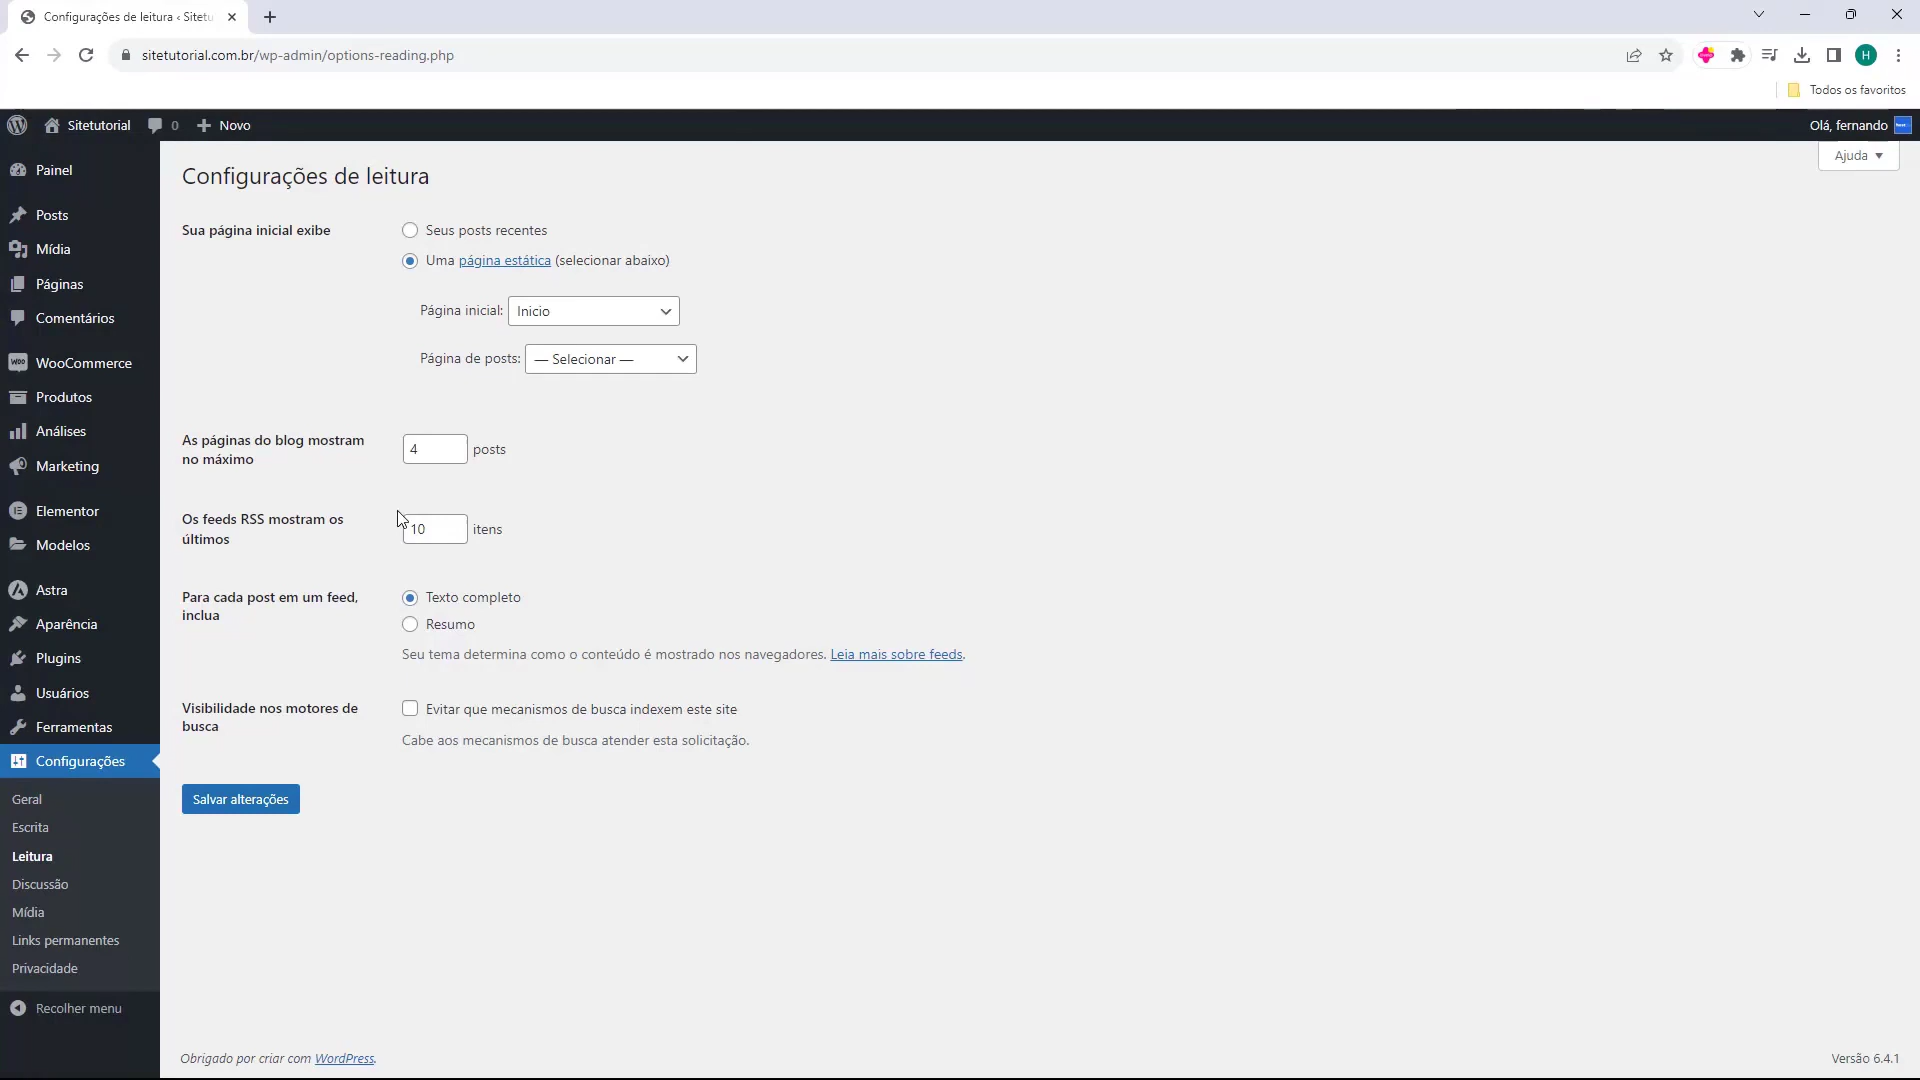 Configurações de leitura ‹ Sitetu
sitetutorial.com.br/wp-admin/options-reading.php
H
Todos os favoritos
Sitetutorial
0
Novo
Olá, fernando
Ajuda
Painel
Posts
Mídia
Páginas
Comentários
WooCommerce
Produtos
Análises
Marketing
Elementor
Modelos
Astra
Aparência
Plugins
Usuários
Ferramentas
Configurações
Geral
Escrita
Leitura
Discussão
Mídia
Links permanentes
Privacidade
Recolher menu
Configurações de leitura
Sua página inicial exibe
Seus posts recentes
Uma página estática (selecionar abaixo)
Página inicial: Inicio
Página de posts: — Selecionar —
As páginas do blog mostram
no máximo
4 posts
Os feeds RSS mostram os
últimos
10 itens
Para cada post em um feed,
inclua
Texto completo
Resumo
Seu tema determina como o conteúdo é mostrado nos navegadores. Leia mais sobre feeds.
Visibilidade nos motores de
busca
Evitar que mecanismos de busca indexem este site
Cabe aos mecanismos de busca atender esta solicitação.
Salvar alterações
Obrigado por criar com WordPress.
Versão 6.4.1